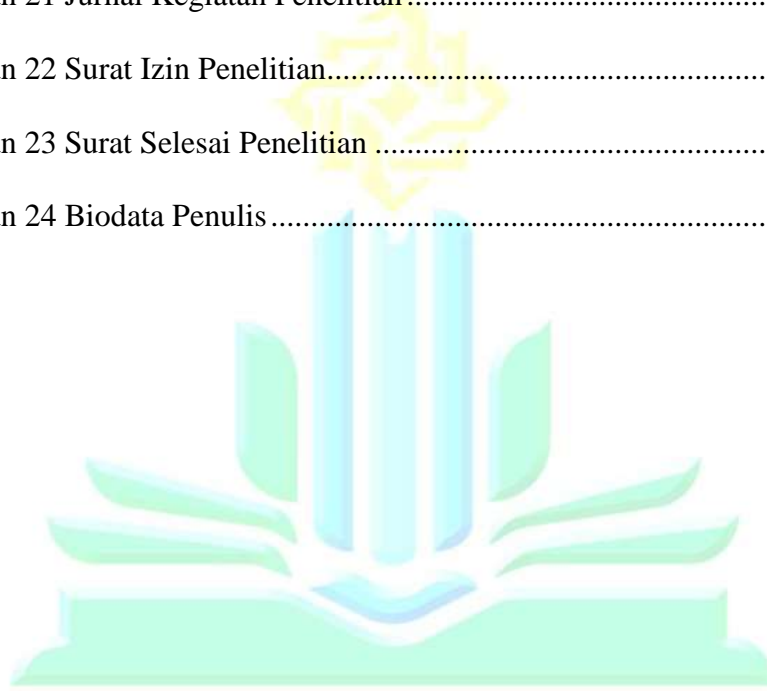 n 21 Jurnal Kegiatan Penelitian..................................................
n 22 Surat Izin Penelitian............................................................
n 23 Surat Selesai Penelitian ......................................................
n 24 Biodata Penulis...................................................................